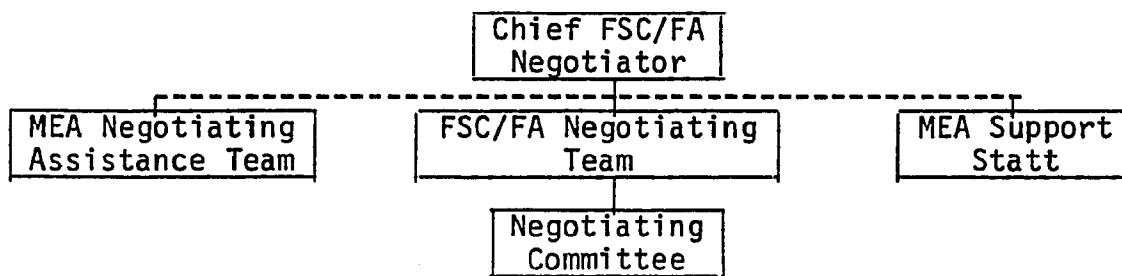 Chief FSC/FA
Negotiator
MEA Negotiating
Assistance Team
FSC/FA Negotiating
Team
MEA Support
Statt
Negotiating
Committee